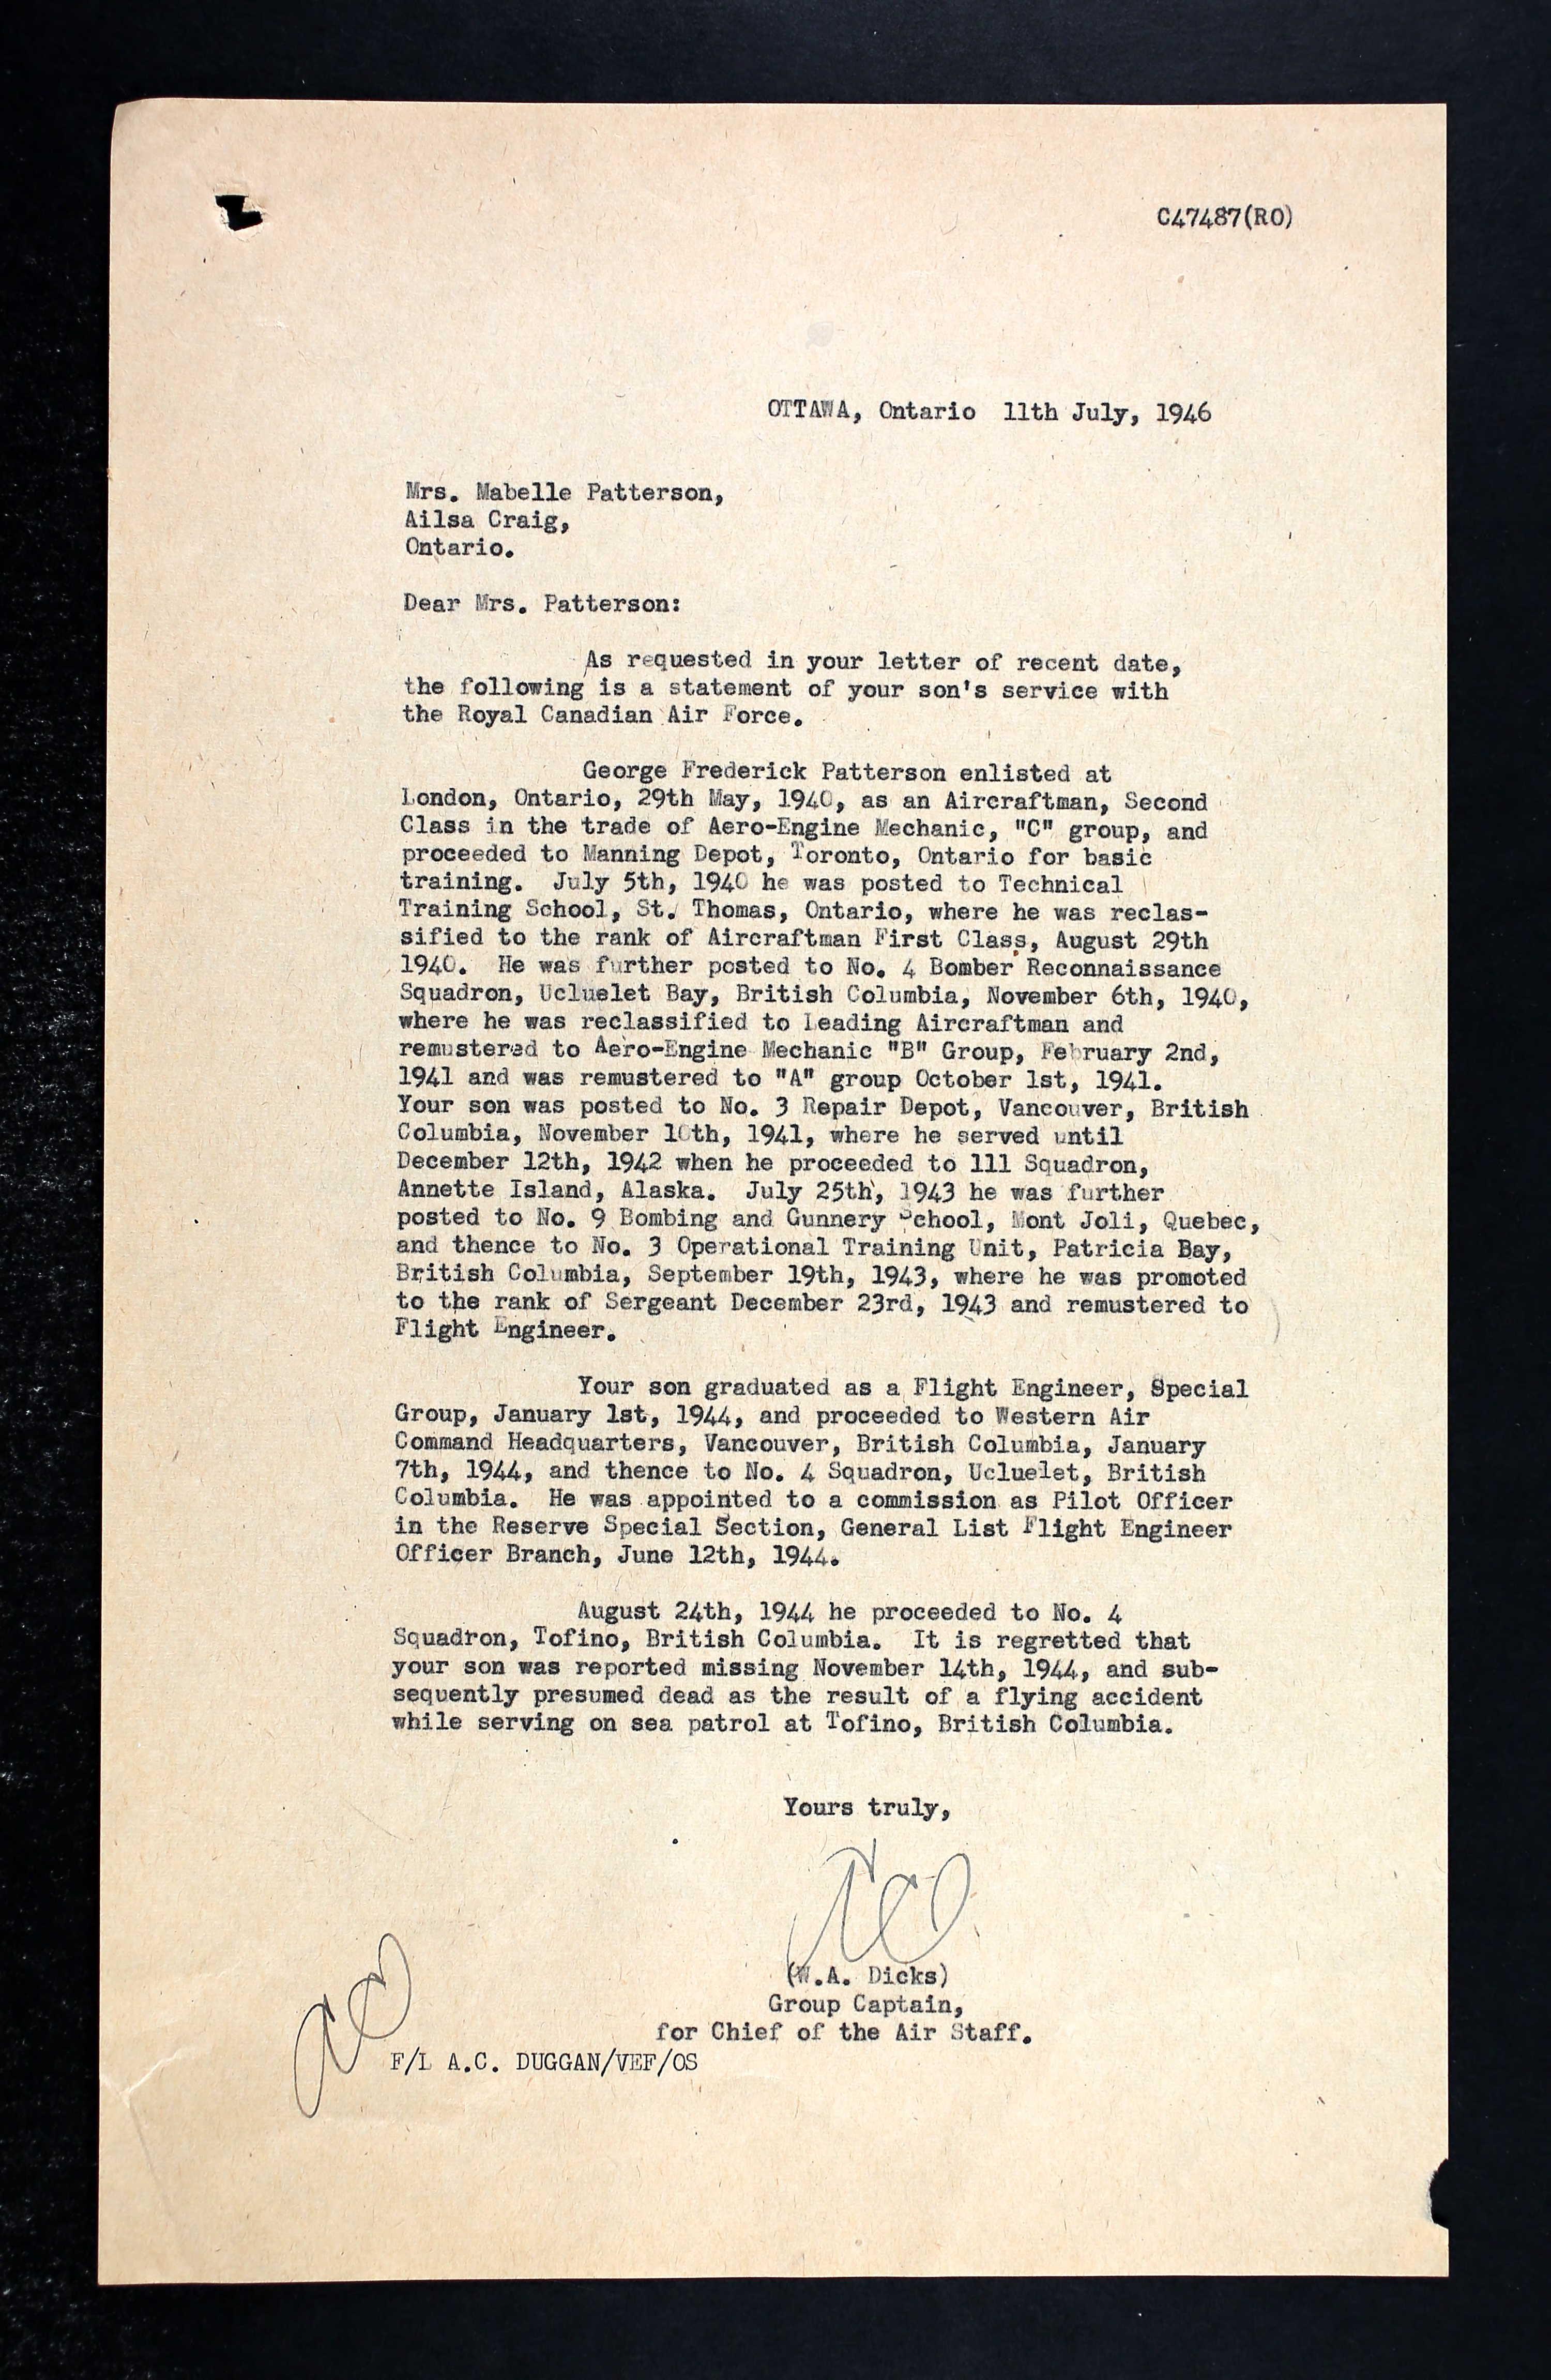 C47487(RO)
OTTAWA, Ontario 11th July, 1946
Mrs. Mabelle Patterson,
Ailsa Craig,
Ontario.
Dear Mrs. Patterson:
As requested in your letter of recent date,
the following is a statement of your son's service with
the Royal Canadian Air Force.
George Frederick Patterson enlisted at
London, Ontario, 29th May, 1940, as an Aircraftman, Second
Class in the trade of Aero-Engine Mechanic, "C" group, and
proceeded to Manning Depot, Toronto, Ontario for basic
training. July 5th, 1940 he was posted to Technical
Training School, St. Thomas, Ontario, where he was reclas-
sified to the rank of Aircraftman First Class, August 29th
1940. He was further posted to No. 4 Bomber Reconnaissance
Squadron, Ucluelet Bay, British Columbia, November 6th, 1940,
where he was reclassified to Leading Aircraftman and
remustered to Aero-Engine Mechanic "B" Group, February 2nd,
1941 and was remustered to "A" group October 1st, 1941.
Your son was posted to No. 3 Repair Depot, Vancouver, British
Columbia, November 10th, 1941, where he served until
December 12th, 1942 when he proceeded to 111 Squadron,
Annette Island, Alaska. July 25th, 1943 he was further
posted to No. 9 Bombing and Gunnery School, Mont Joli, Quebec,
and thence to No. 3 Operational Training Unit, Patricia Bay,
British Columbia, September 19th, 1943, where he was promoted
to the rank of Sergeant December 23rd, 1943 and remustered to
Flight Engineer.
Your son graduated as a Flight Engineer, Special
Group, January 1st, 1944, and proceeded to Western Air
Command Headquarters, Vancouver, British Columbia, January
7th, 1944, and thence to No. 4 Squadron, Ucluelet, British
Columbia. He was appointed to a commission as Pilot Officer
in the Reserve Special Section, General List Flight Engineer
Officer Branch, June 12th, 1944.
August 24th, 1944 he proceeded to No. 4
Squadron, Tofino, British Columbia. It is regretted that
your son was reported missing November 14th, 1944, and sub-
sequently presumed dead as the result of a flying accident
while serving on sea patrol at Tofino, British Columbia.
Yours truly,
(W.A. Dicks)
Group Captain,
for Chief of the Air Staff.
F/L A.C. DUGGAN/VEF/OS